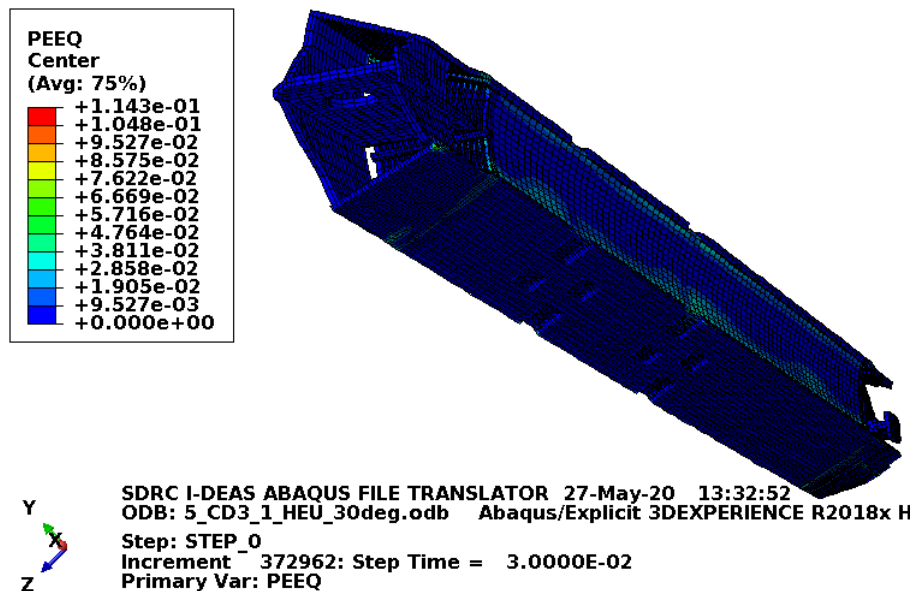 PEEQ
Center
(Avg: 75%)
+1.143e-01
+1.048e-01
+9.527e-02
+8.575e-02
+7.622e-02
+6.669e-02
+5.716e-02
+4.764e-02
+3.811e-02
+2.858e-02
+1.905e-02
+9.527e-03
+0.000e+00
SDRC I-DEAS ABAQUS FILE TRANSLATOR 27-May-20 13:32:52
ODB: 5_CD3_1_HEU_30deg.odb Abaqus/Explicit 3DEXPERIENCE R2018x H
Step: STEP_0
Increment 372962: Step Time = 3.0000E-02
Primary Var: PEEQ
Y
X
Z